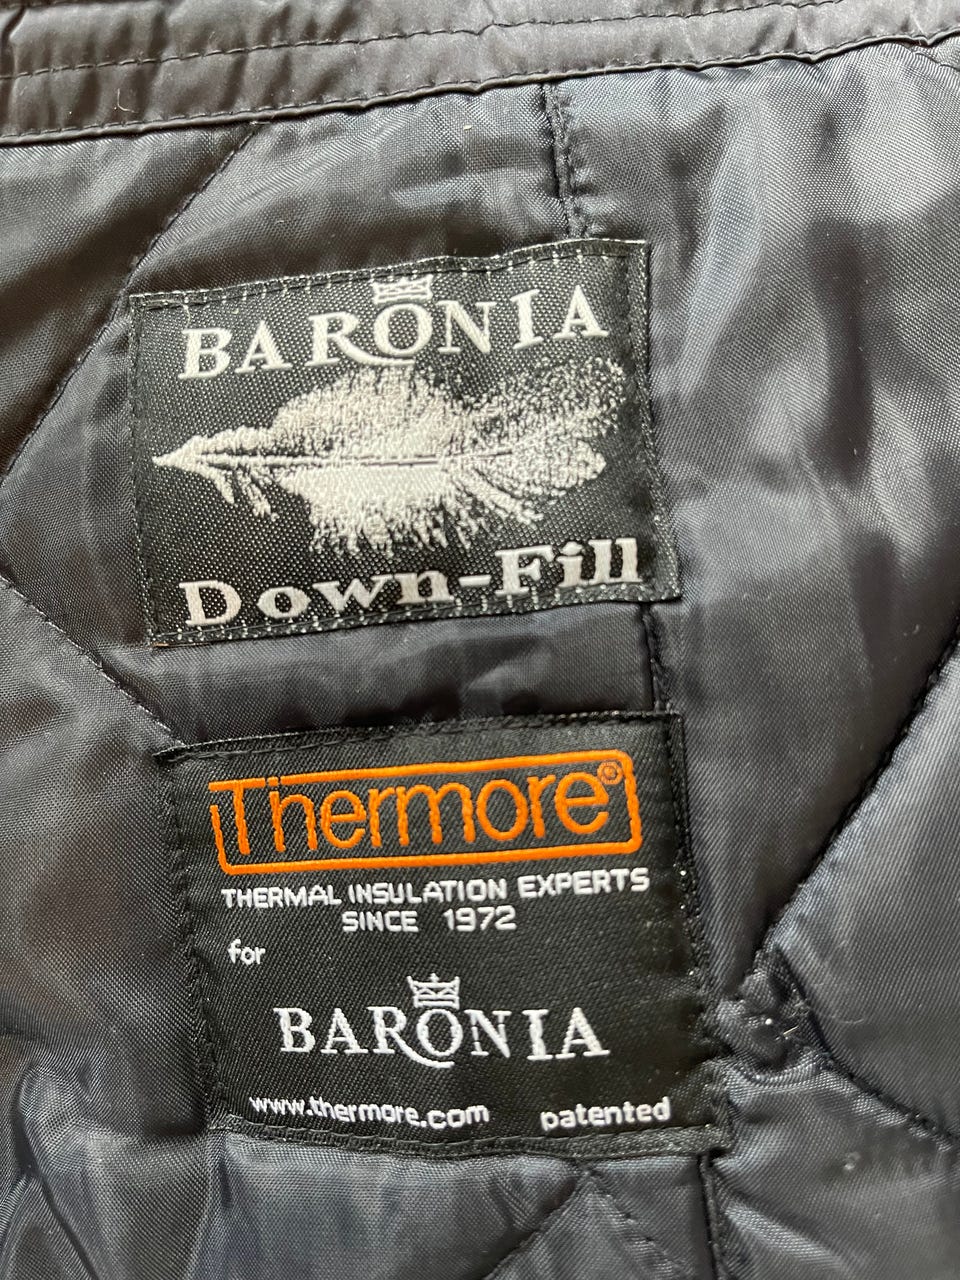 BARONIA
Down-Fill
Thermore®
THERMAL INSULATION EXPERTS
SINCE 1972
for
BARONIA
www.thermore.com patented